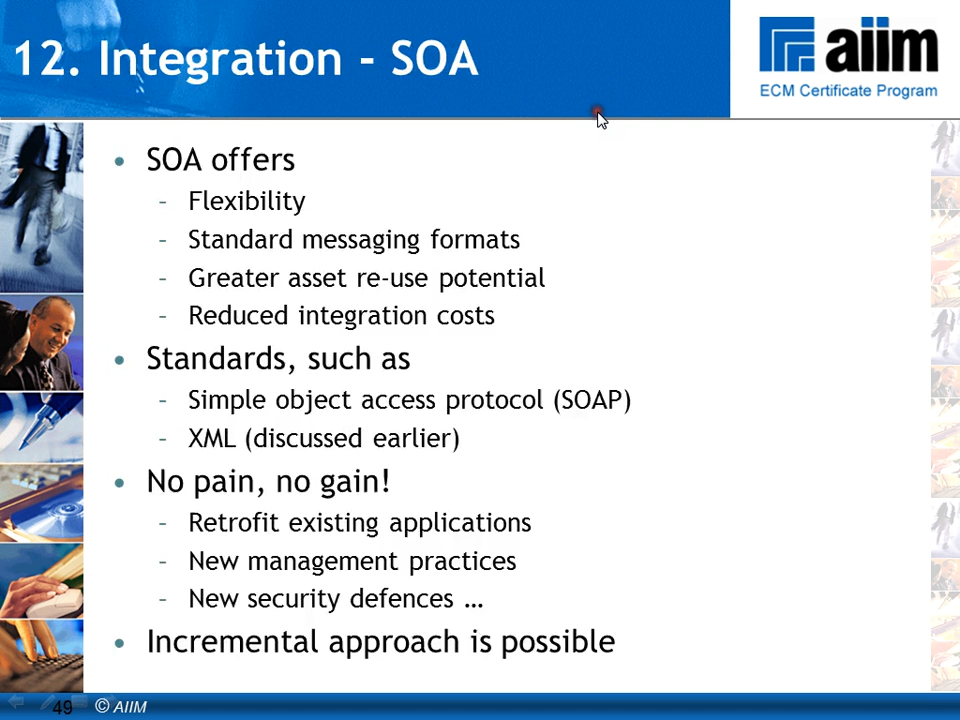 12. Integration - SOA
aiim
ECM Certificate Program
• SOA offers
- Flexibility
- Standard messaging formats
- Greater asset re-use potential
- Reduced integration costs
• Standards, such as
- Simple object access protocol (SOAP)
- XML (discussed earlier)
• No pain, no gain!
- Retrofit existing applications
- New management practices
- New security defences …
• Incremental approach is possible
49 © AIIM